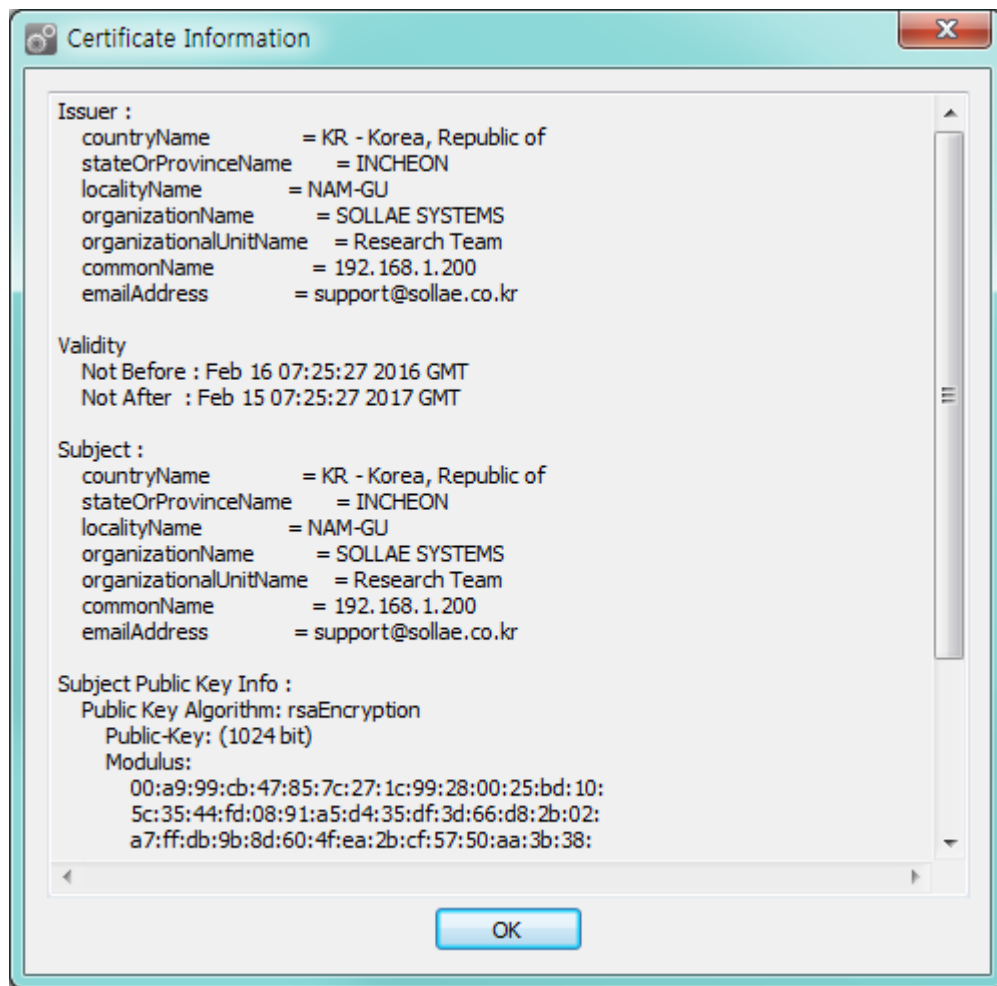 Certificate Information
Issuer :
countryName = KR - Korea, Republic of
stateOrProvinceName = INCHEON
localityName = NAM-GU
organizationName = SOLLAE SYSTEMS
organizationalUnitName = Research Team
commonName = 192.168.1.200
emailAddress = support@sollae.co.kr
Validity
Not Before : Feb 16 07:25:27 2016 GMT
Not After : Feb 15 07:25:27 2017 GMT
Subject :
countryName = KR - Korea, Republic of
stateOrProvinceName = INCHEON
localityName = NAM-GU
organizationName = SOLLAE SYSTEMS
organizationalUnitName = Research Team
commonName = 192.168.1.200
emailAddress = support@sollae.co.kr
Subject Public Key Info :
Public Key Algorithm: rsaEncryption
Public-Key: (1024 bit)
Modulus:
00:a9:99:cb:47:85:7c:27:1c:99:28:00:25:bd:10:
5c:35:44:fd:08:91:a5:d4:35:df:3d:66:d8:2b:02:
a7:ff:db:9b:8d:60:4f:ea:2b:cf:57:50:aa:3b:38:
OK